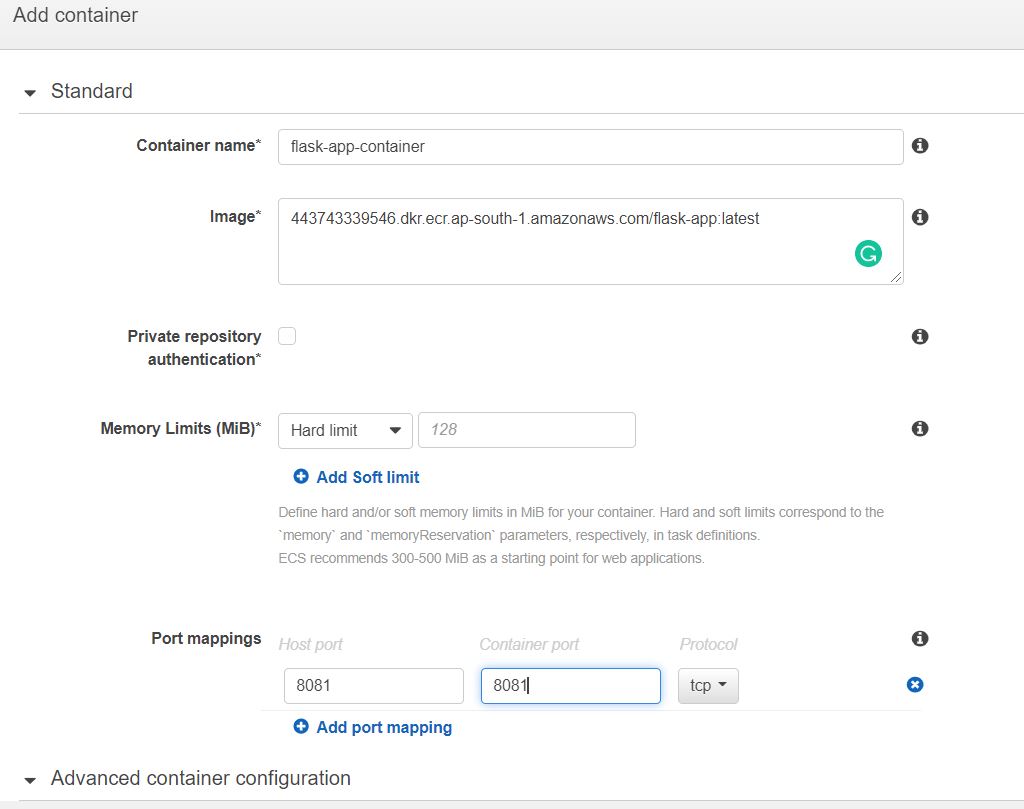 Add container
Standard
Container name*
flask-app-container
Image*
443743339546.dkr.ecr.ap-south-1.amazonaws.com/flask-app:latest
Private repository
authentication*
Memory Limits (MiB)*
Hard limit
128
Add Soft limit
Define hard and/or soft memory limits in MiB for your container. Hard and soft limits correspond to the
`memory` and `memoryReservation` parameters, respectively, in task definitions.
ECS recommends 300-500 MiB as a starting point for web applications.
Port mappings
Host port Container port Protocol
8081 8081 tcp
Add port mapping
Advanced container configuration